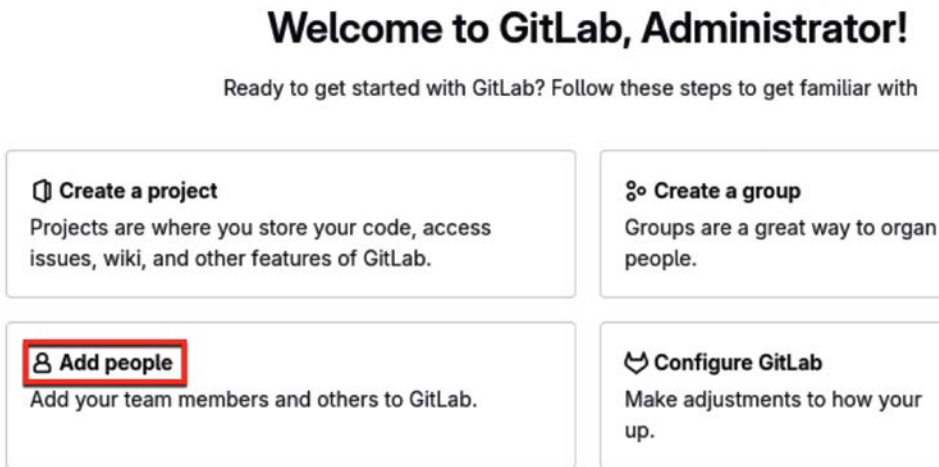 Welcome to GitLab, Administrator!
Ready to get started with GitLab? Follow these steps to get familiar with
Create a project
Projects are where you store your code, access
issues, wiki, and other features of GitLab.
Create a group
Groups are a great way to organ
people.
Add people
Add your team members and others to GitLab.
Configure GitLab
Make adjustments to how your
up.